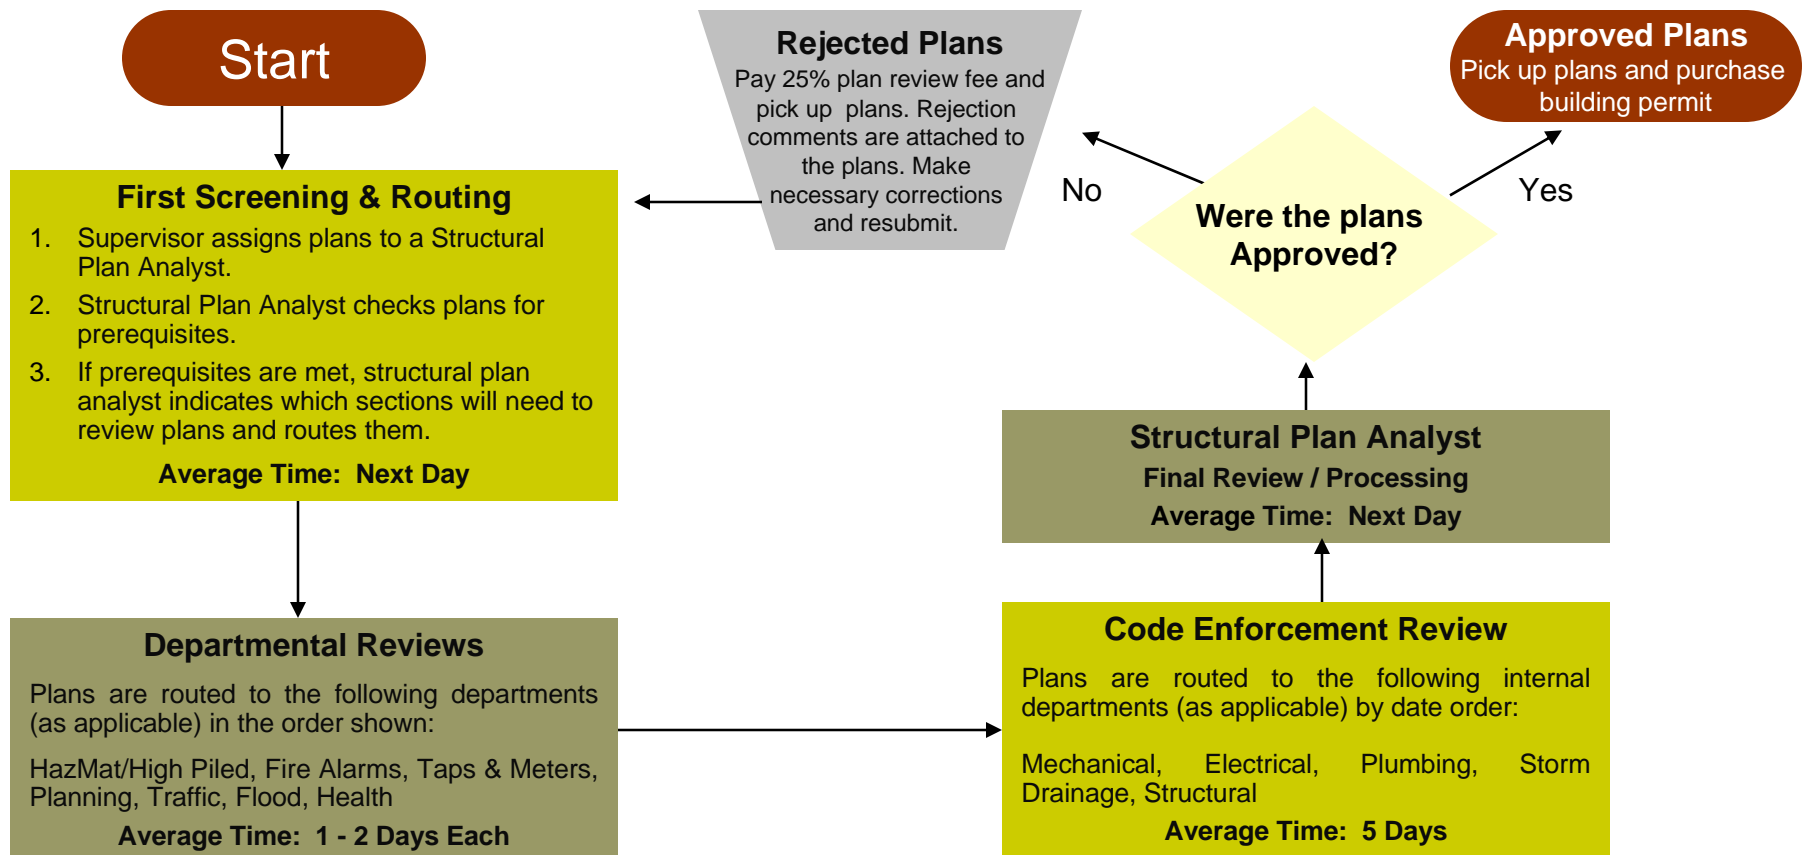 Start
First Screening & Routing
1. Supervisor assigns plans to a Structural
Plan Analyst.
2. Structural Plan Analyst checks plans for
prerequisites.
3. If prerequisites are met, structural plan
analyst indicates which sections will need to
review plans and routes them.
Average Time: Next Day
Departmental Reviews
Plans are routed to the following departments
(as applicable) in the order shown:
HazMat/High Piled, Fire Alarms, Taps & Meters,
Planning, Traffic, Flood, Health
Average Time: 1 - 2 Days Each
Code Enforcement Review
Plans are routed to the following internal
departments (as applicable) by date order:
Mechanical, Electrical, Plumbing, Storm
Drainage, Structural
Average Time: 5 Days
Structural Plan Analyst
Final Review / Processing
Average Time: Next Day
Were the plans
Approved?
No
Yes
Rejected Plans
Pay 25% plan review fee and
pick up plans. Rejection
comments are attached to
the plans. Make
necessary corrections
and resubmit.
Approved Plans
Pick up plans and purchase
building permit